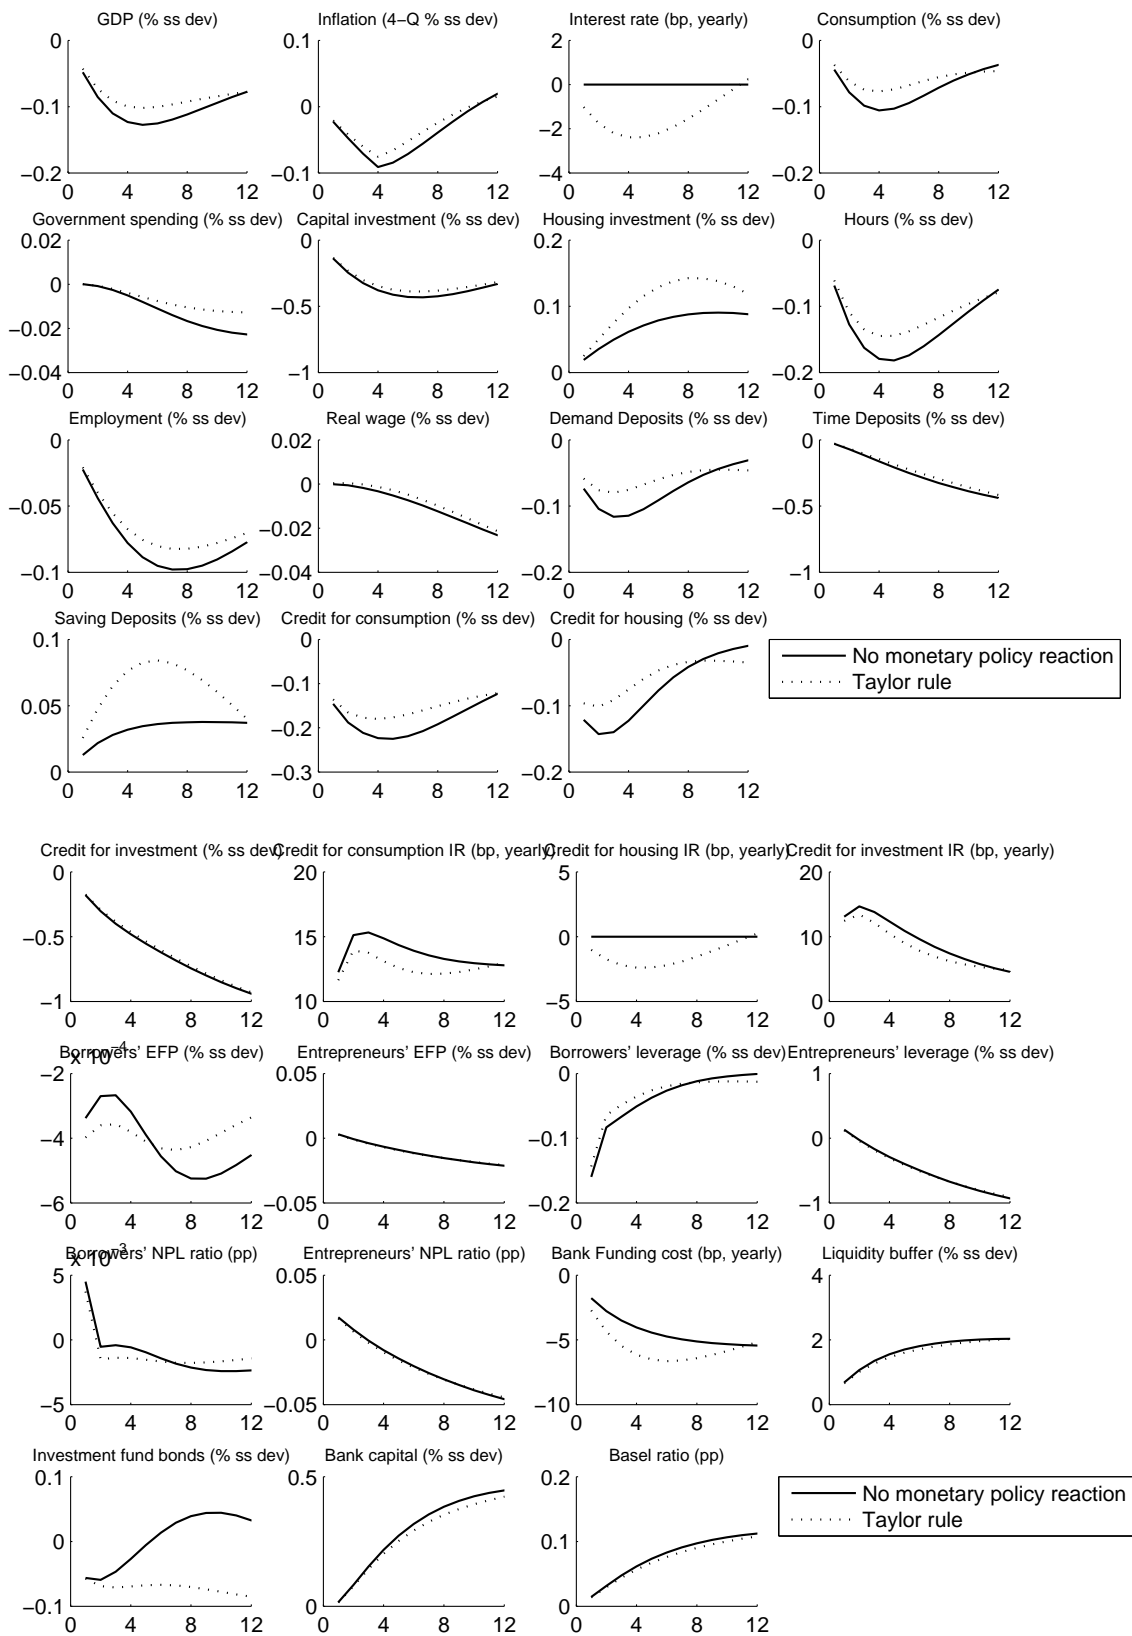 GDP (% ss dev)
Inflation (4−Q % ss dev)
Interest rate (bp, yearly)
Consumption (% ss dev)
0
−0.1
−0.2
0 4 8 12
0.1
0
−0.1
0 4 8 12
2
0
−2
−4
0 4 8 12
0
−0.1
−0.2
0 4 8 12
Government spending (% ss dev)
Capital investment (% ss dev)
Housing investment (% ss dev)
Hours (% ss dev)
0.02
0
−0.02
−0.04
0 4 8 12
0
−0.5
−1
0 4 8 12
0.2
0.1
0
0 4 8 12
0
−0.1
−0.2
0 4 8 12
Employment (% ss dev)
Real wage (% ss dev)
Demand Deposits (% ss dev)
Time Deposits (% ss dev)
0
−0.05
−0.1
0 4 8 12
0.02
0
−0.02
−0.04
0 4 8 12
0
−0.1
−0.2
0 4 8 12
0
−0.5
−1
0 4 8 12
Saving Deposits (% ss dev)
Credit for consumption (% ss dev)
Credit for housing (% ss dev)
0.1
0.05
0
0 4 8 12
0
−0.1
−0.2
−0.3
0 4 8 12
0
−0.1
−0.2
0 4 8 12
No monetary policy reaction
Taylor rule
Credit for investment (% ss dev)
Credit for consumption IR (bp, yearly)
Credit for housing IR (bp, yearly)
Credit for investment IR (bp, yearly)
0
−0.5
−1
0 4 8 12
20
15
10
0 4 8 12
5
0
−5
0 4 8 12
20
10
0
0 4 8 12
x 10−4
Borrowers’ EFP (% ss dev)
Entrepreneurs’ EFP (% ss dev)
Borrowers’ leverage (% ss dev)
Entrepreneurs’ leverage (% ss dev)
−2
−4
−6
0 4 8 12
0.05
0
−0.05
0 4 8 12
0
−0.1
−0.2
0 4 8 12
1
0
−1
0 4 8 12
x 10−3
Borrowers’ NPL ratio (pp)
Entrepreneurs’ NPL ratio (pp)
Bank Funding cost (bp, yearly)
Liquidity buffer (% ss dev)
5
0
−5
0 4 8 12
0.05
0
−0.05
0 4 8 12
0
−5
−10
0 4 8 12
4
2
0
0 4 8 12
Investment fund bonds (% ss dev)
Bank capital (% ss dev)
Basel ratio (pp)
0.1
0
−0.1
0 4 8 12
0.5
0
0 4 8 12
0.2
0.1
0
0 4 8 12
No monetary policy reaction
Taylor rule